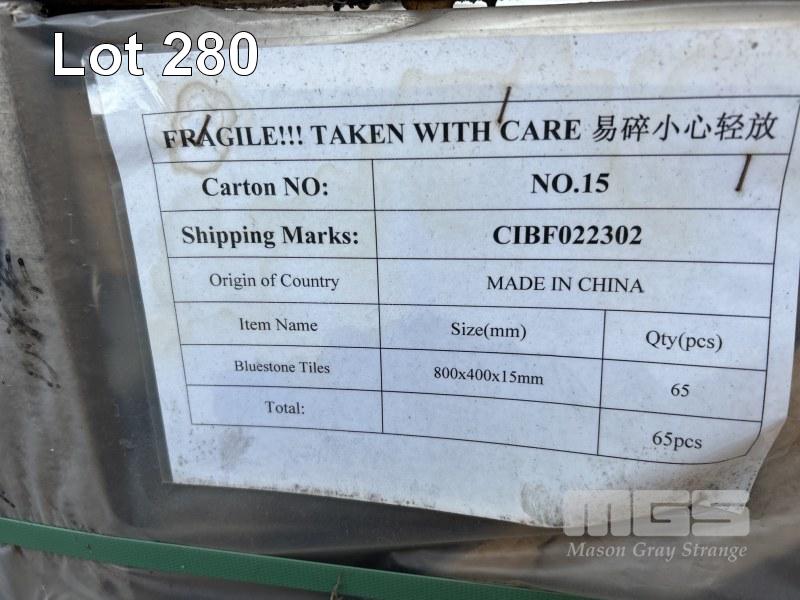 Lot 280
FRAGILE!!! TAKEN WITH CARE 易碎小心轻放
Carton NO: NO.15
Shipping Marks: CIBF022302
Origin of Country MADE IN CHINA
Item Name Size(mm) Qty(pcs)
Bluestone Tiles 800x400x15mm 65
Total: 65pcs
MGS
Mason Gray Strange